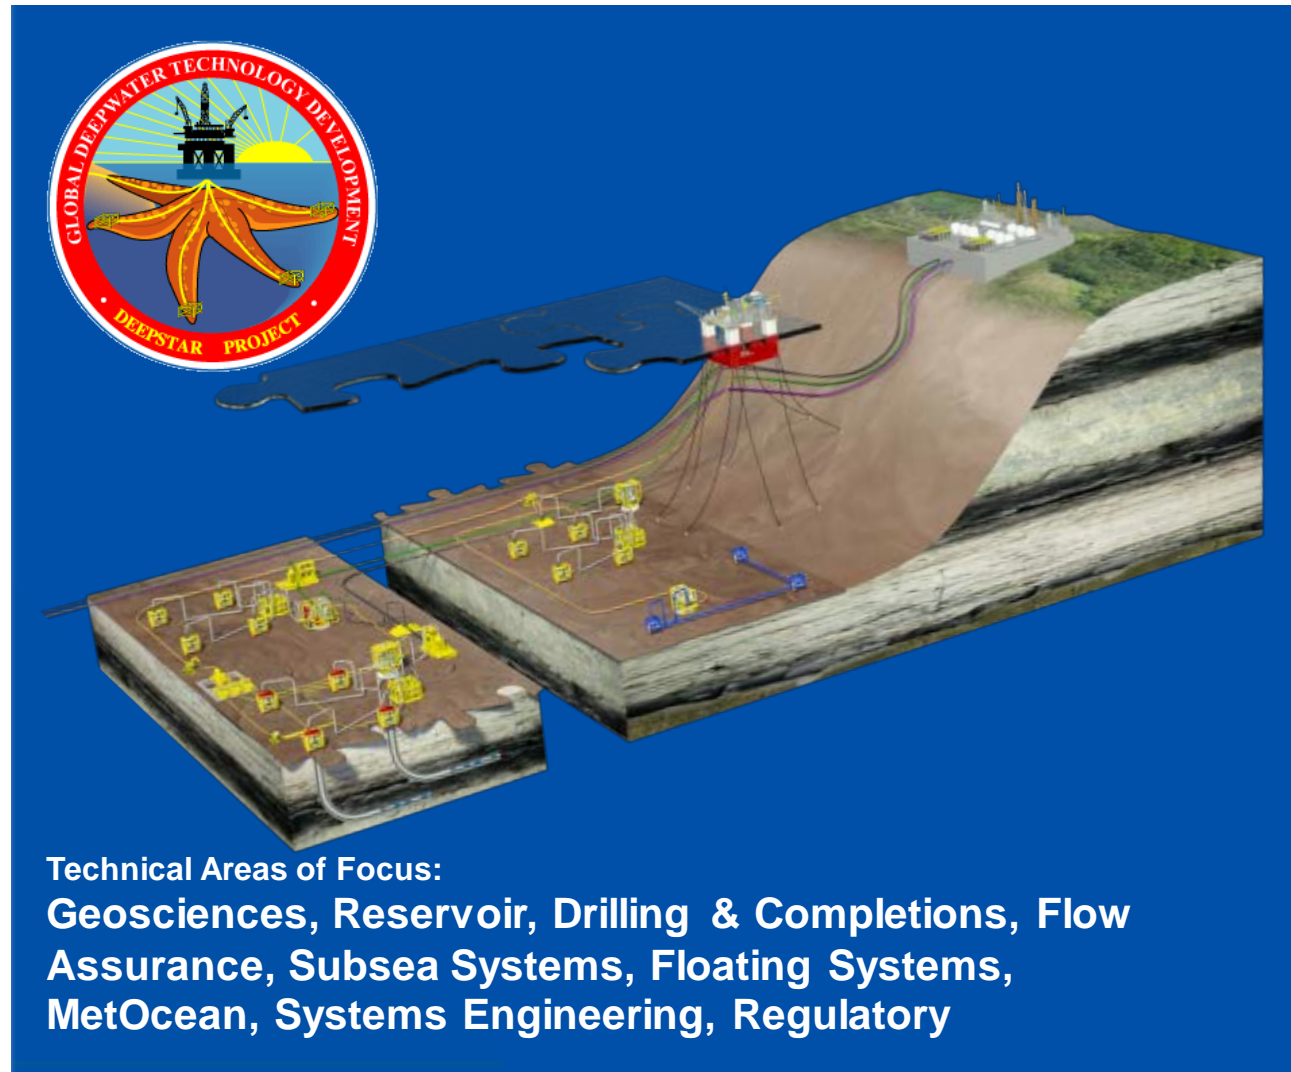 GLOBAL DEEPWATER TECHNOLOGY DEVELOPMENT
• DEEPSTAR PROJECT •
Technical Areas of Focus:
Geosciences, Reservoir, Drilling & Completions, Flow
Assurance, Subsea Systems, Floating Systems,
MetOcean, Systems Engineering, Regulatory